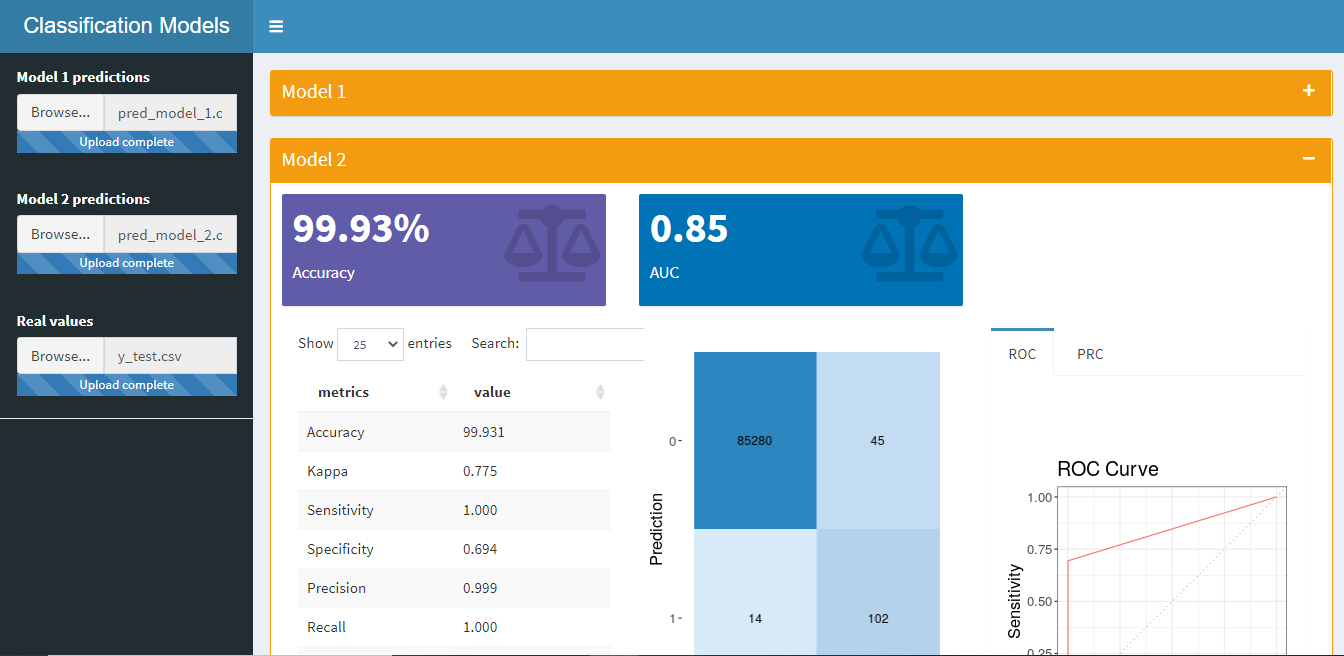 Classification Models
Model 1 predictions
Browse... pred_model_1.c
Upload complete
Model 2 predictions
Browse... pred_model_2.c
Upload complete
Real values
Browse... y_test.csv
Upload complete
Model 1
Model 2
99.93%
Accuracy
0.85
AUC
Show 25 entries Search:
metrics value
Accuracy 99.931
Kappa 0.775
Sensitivity 1.000
Specificity 0.694
Precision 0.999
Recall 1.000
Prediction
0
85280 45
1
14 102
ROC PRC
ROC Curve
Sensitivity
1.00
0.75
0.50
0.25